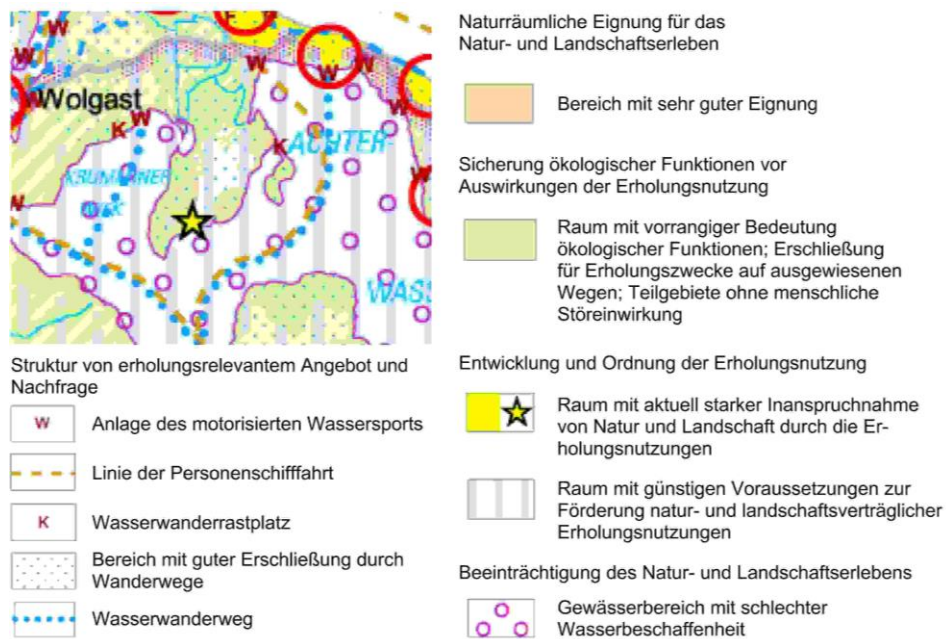 Wolgast
KRUMMINER
WIEK
ACHTER-
WASS
W
W
W
W
W
W
W
W
K
K
F
Struktur von erholungsrelevantem Angebot und
Nachfrage
W Anlage des motorisierten Wassersports
Linie der Personenschifffahrt
K Wasserwanderrastplatz
Bereich mit guter Erschließung durch
Wanderwege
Wasserwanderweg
Naturräumliche Eignung für das
Natur- und Landschaftserleben
Bereich mit sehr guter Eignung
Sicherung ökologischer Funktionen vor
Auswirkungen der Erholungsnutzung
Raum mit vorrangiger Bedeutung
ökologischer Funktionen; Erschließung
für Erholungszwecke auf ausgewiesenen
Wegen; Teilgebiete ohne menschliche
Störeinwirkung
Entwicklung und Ordnung der Erholungsnutzung
Raum mit aktuell starker Inanspruchnahme
von Natur und Landschaft durch die Er-
holungsnutzungen
Raum mit günstigen Voraussetzungen zur
Förderung natur- und landschaftsverträglicher
Erholungsnutzungen
Beeinträchtigung des Natur- und Landschaftserlebens
Gewässerbereich mit schlechter
Wasserbeschaffenheit